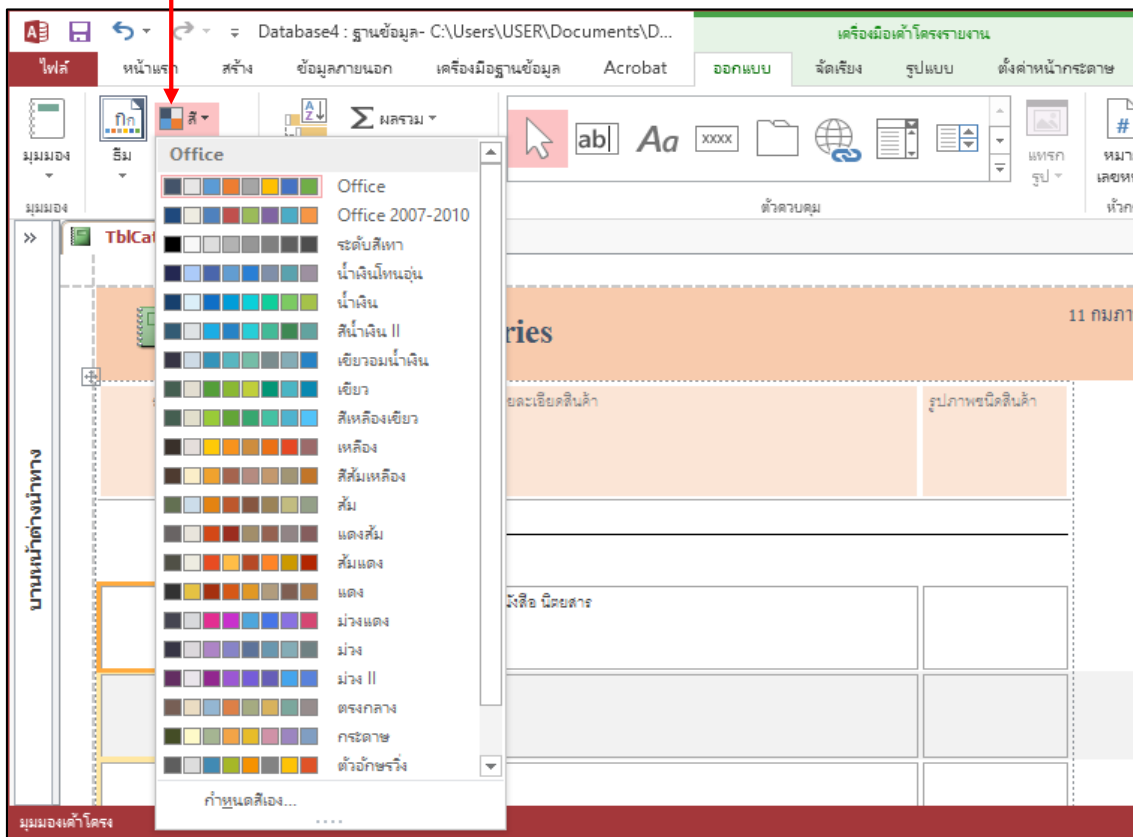 Database4 : ฐานข้อมูล- C:\Users\USER\Documents\D...
เครื่องมือเค้าโครงรายงาน
ไฟล์ หน้าแรก สร้าง ข้อมูลภายนอก เครื่องมือฐานข้อมูล Acrobat ออกแบบ จัดเรียง รูปแบบ ตั้งค่าหน้ากระดาษ
มุมมอง
ธีม
สี
ผลรวม
ab| Aa xxxx
แทรก
รูป
#
มุมมอง
ตัวควบคุม
TblCat
Office
Office
Office 2007-2010
ระดับสีเทา
น้ำเงินโทนอุ่น
น้ำเงิน
สีน้ำเงิน II
เขียวอมน้ำเงิน
เขียว
สีเหลืองเขียว
เหลือง
สีส้มเหลือง
ส้ม
แดงส้ม
ส้มแดง
แดง
ม่วงแดง
ม่วง
ม่วง II
ตรงกลาง
กระดาษ
ตัวอักษรวิ่ง
กำหนดสีเอง...
ries
11 กุมภา
ยละเอียดสินค้า
รูปภาพชนิดสินค้า
นังสือ นิตยสาร
บานหน้าต่างนำทาง
มุมมองเค้าโครง